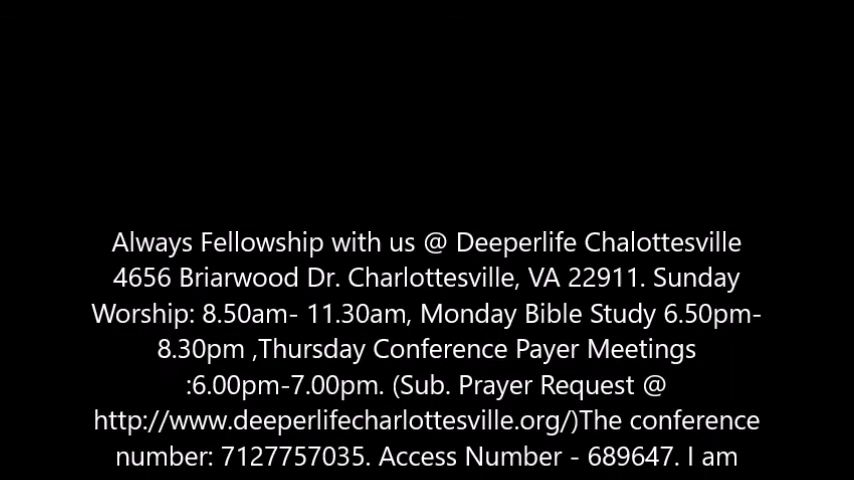 Always Fellowship with us @ Deeperlife Chalottesville
4656 Briarwood Dr. Charlottesville, VA 22911. Sunday
Worship: 8.50am- 11.30am, Monday Bible Study 6.50pm-
8.30pm ,Thursday Conference Payer Meetings
:6.00pm-7.00pm. (Sub. Prayer Request @
http://www.deeperlifecharlottesville.org/)The conference
number: 7127757035. Access Number - 689647. I am